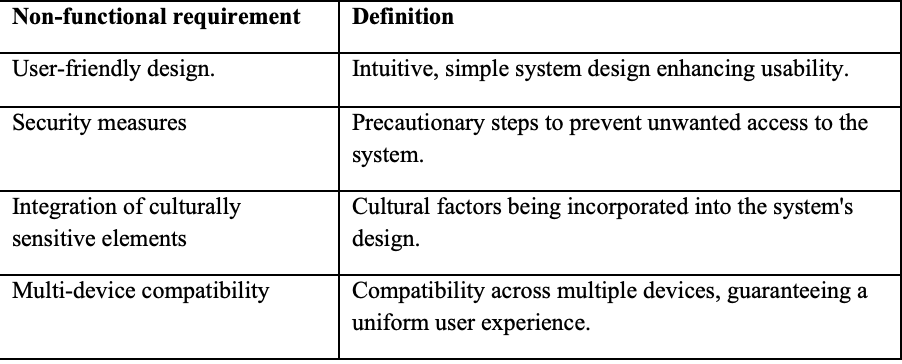 Non-functional requirement Definition
User-friendly design. Intuitive, simple system design enhancing usability.
Security measures Precautionary steps to prevent unwanted access to the
system.
Integration of culturally Cultural factors being incorporated into the system's
sensitive elements design.
Multi-device compatibility Compatibility across multiple devices, guaranteeing a
uniform user experience.